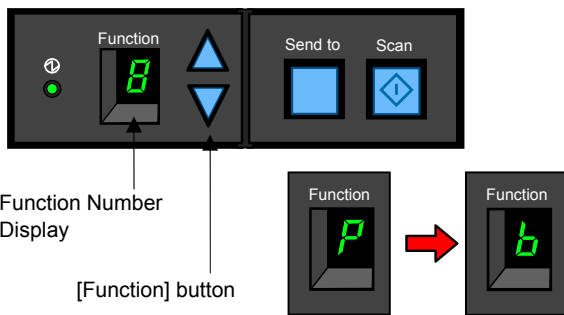 Function
Send to
Scan
8
Function Number
Display
[Function] button
Function
P
Function
b